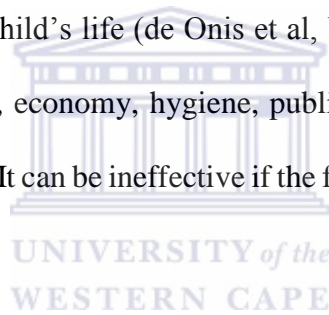 hild’s life (de Onis et al,
, economy, hygiene, publi
It can be ineffective if the f
UNIVERSITY of the
WESTERN CAPE